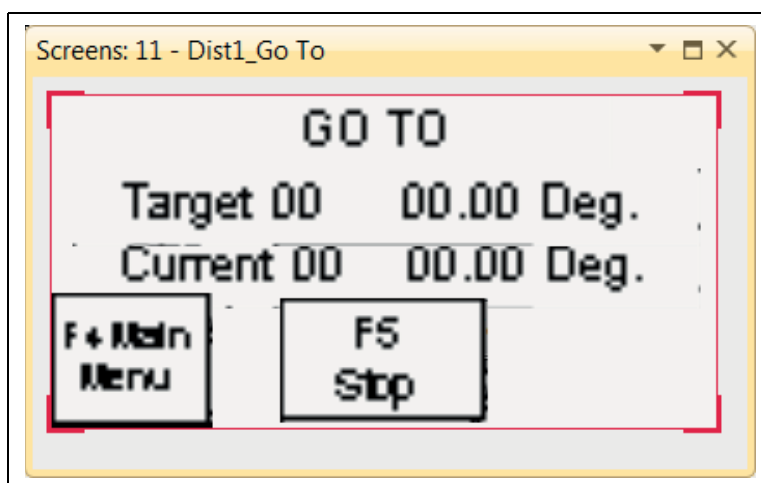 Screens: 11 - Dist1_Go To
GO TO
Target 00 00.00 Deg.
Current 00 00.00 Deg.
F4 Main
Menu
F5
Stop